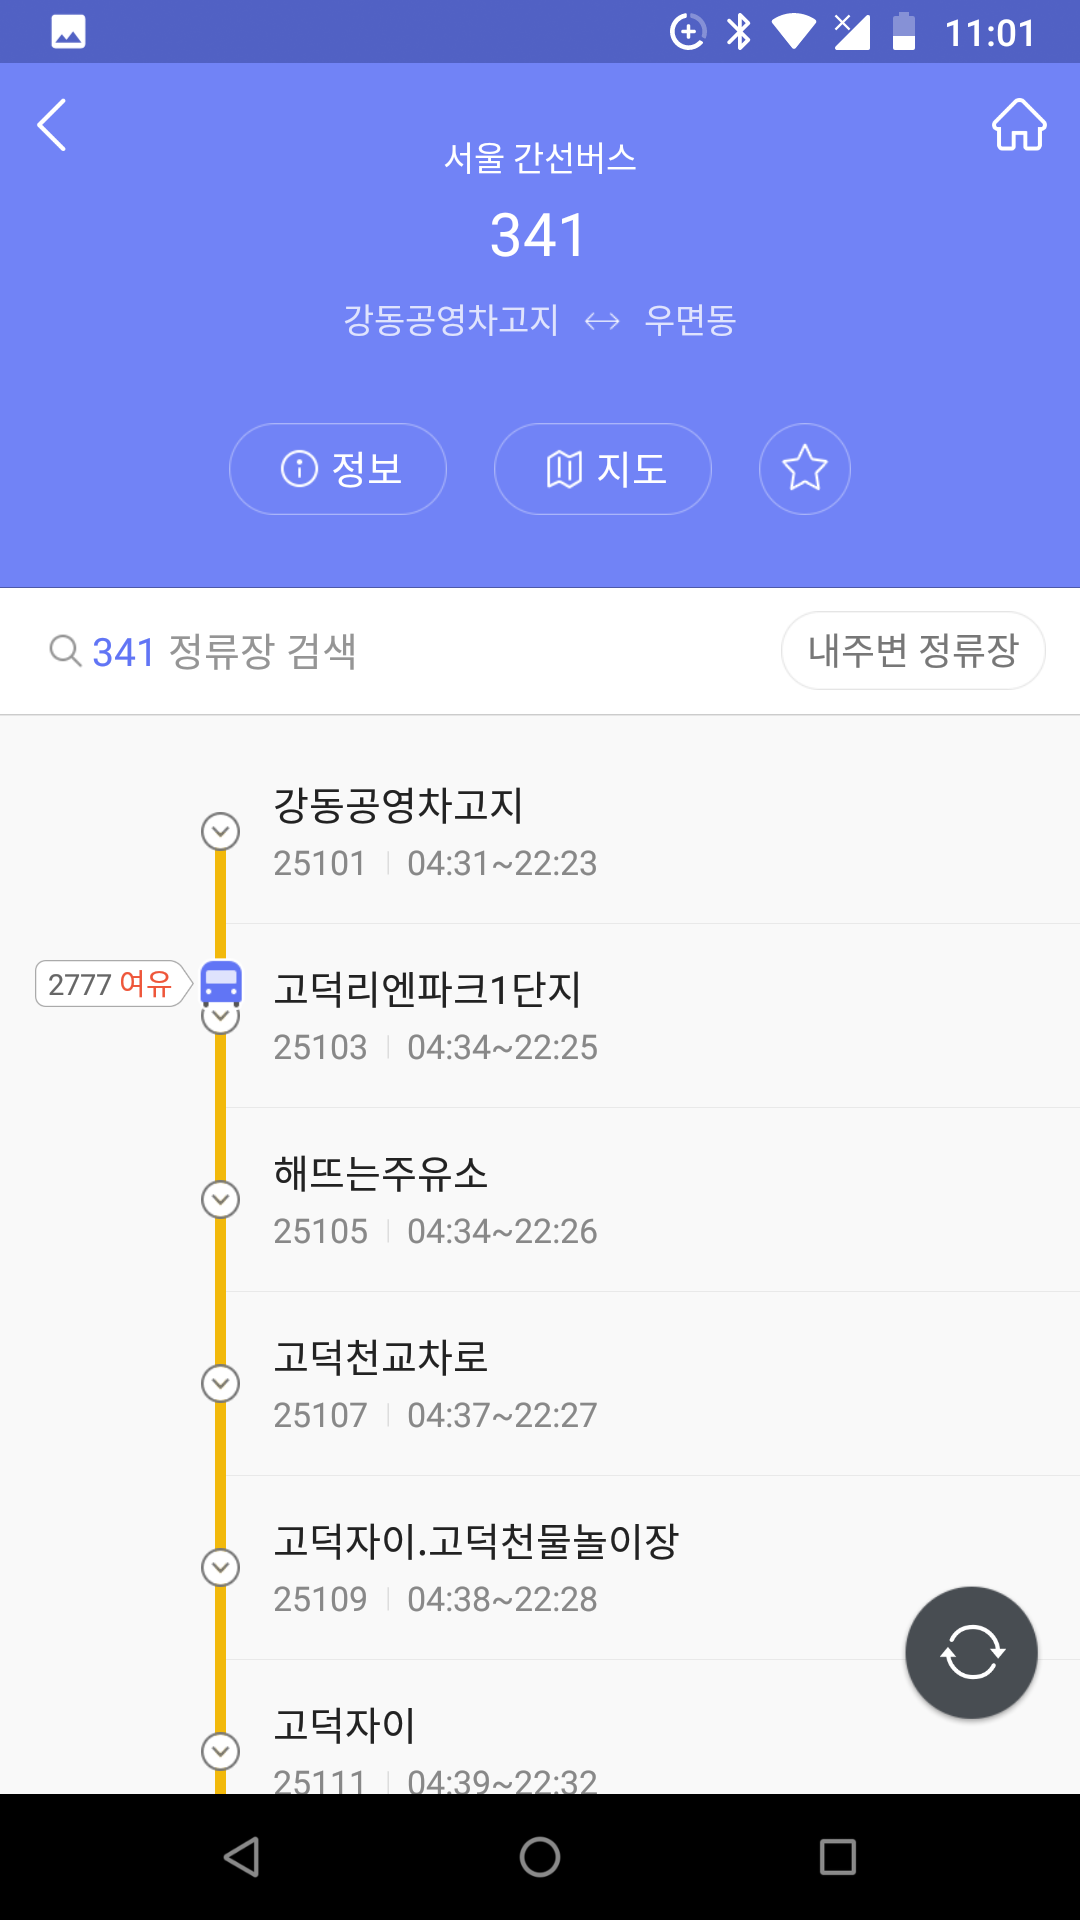 11:01
서울 간선버스
341
강동공영차고지 ↔ 우면동
정보
지도
341 정류장 검색
내주변 정류장
강동공영차고지
25101 04:31~22:23
2777 여유
고덕리엔파크1단지
25103 04:34~22:25
해뜨는주유소
25105 04:34~22:26
고덕천교차로
25107 04:37~22:27
고덕자이.고덕천물놀이장
25109 04:38~22:28
고덕자이
25111 04:39~22:32